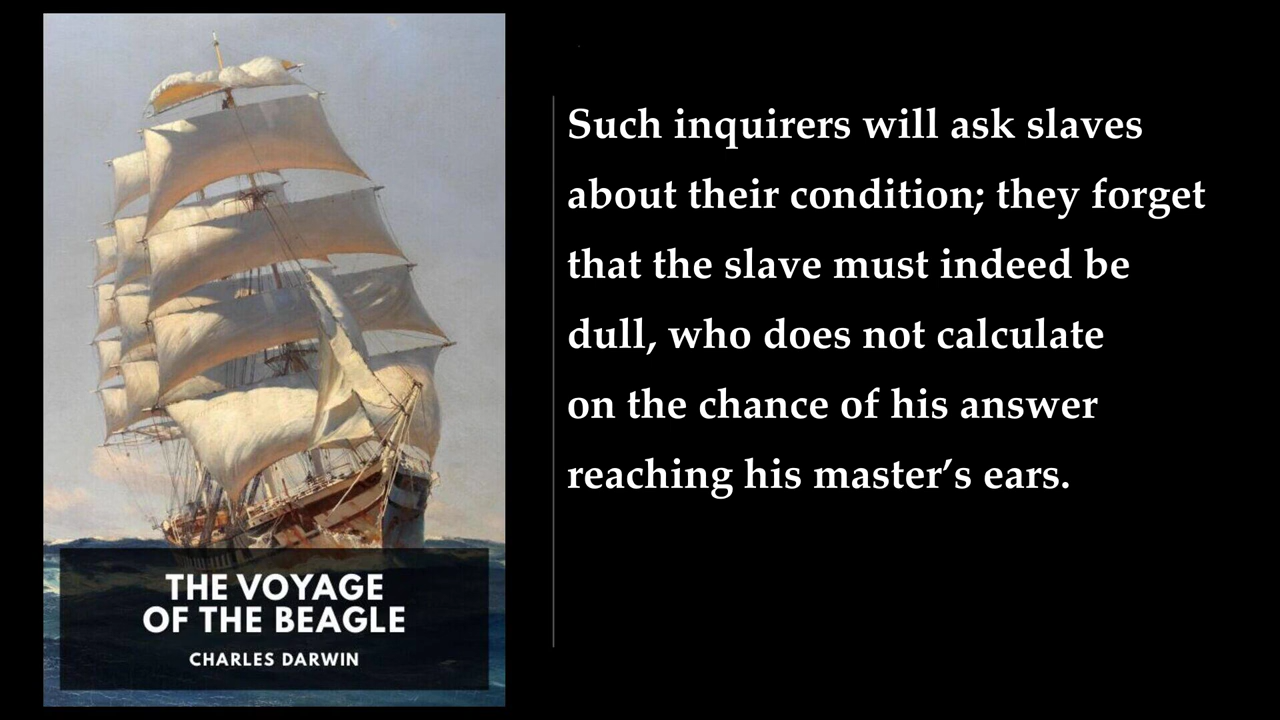 THE VOYAGE
OF THE BEAGLE
CHARLES DARWIN
Such inquirers will ask slaves
about their condition; they forget
that the slave must indeed be
dull, who does not calculate
on the chance of his answer
reaching his master’s ears.